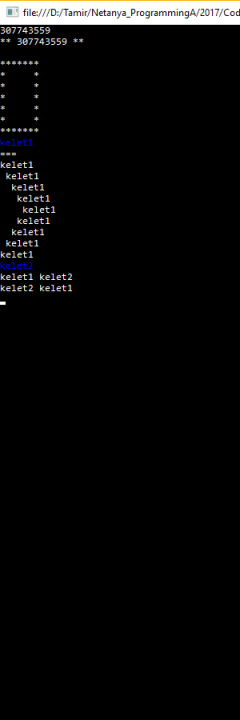 file:///D:/Tamir/Netanya_ProgrammingA/2017/Cod
307743559
** 307743559 **
*******
*     *
*     *
*     *
*     *
*     *
*******
kelet1
===
kelet1
 kelet1
  kelet1
   kelet1
    kelet1
   kelet1
  kelet1
 kelet1
kelet1
kelet2
kelet1 kelet2
kelet2 kelet1